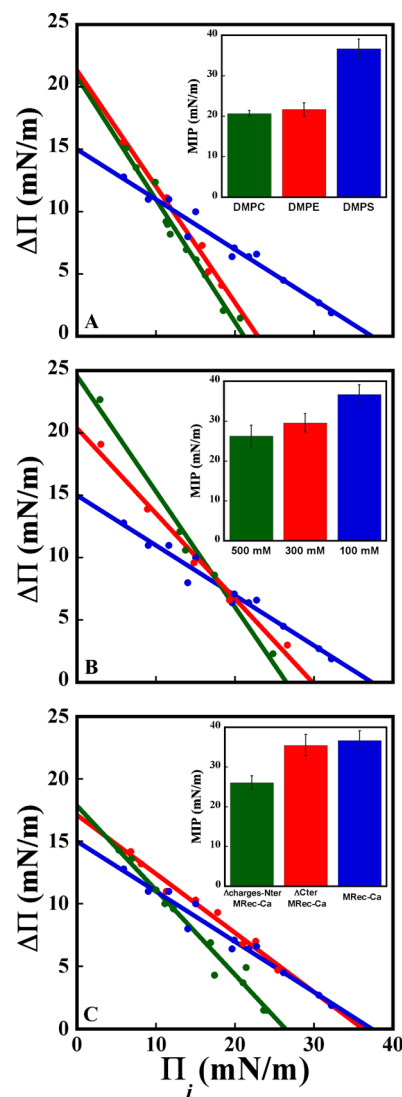 25
20
15
10
5
0
ΔΠ (mN/m)
A
MIP (mN/m)
40
30
20
10
0
DMPC DMPE DMPS
25
20
15
10
5
0
ΔΠ (mN/m)
B
MIP (mN/m)
40
30
20
10
0
500 mM 300 mM 100 mM
25
20
15
10
5
0
ΔΠ (mN/m)
C
MIP (mN/m)
40
30
20
10
0
Δcharges-Nter ΔCter MRec-Ca
MRec-Ca MRec-Ca
0 10 20 30 40
Πi (mN/m)